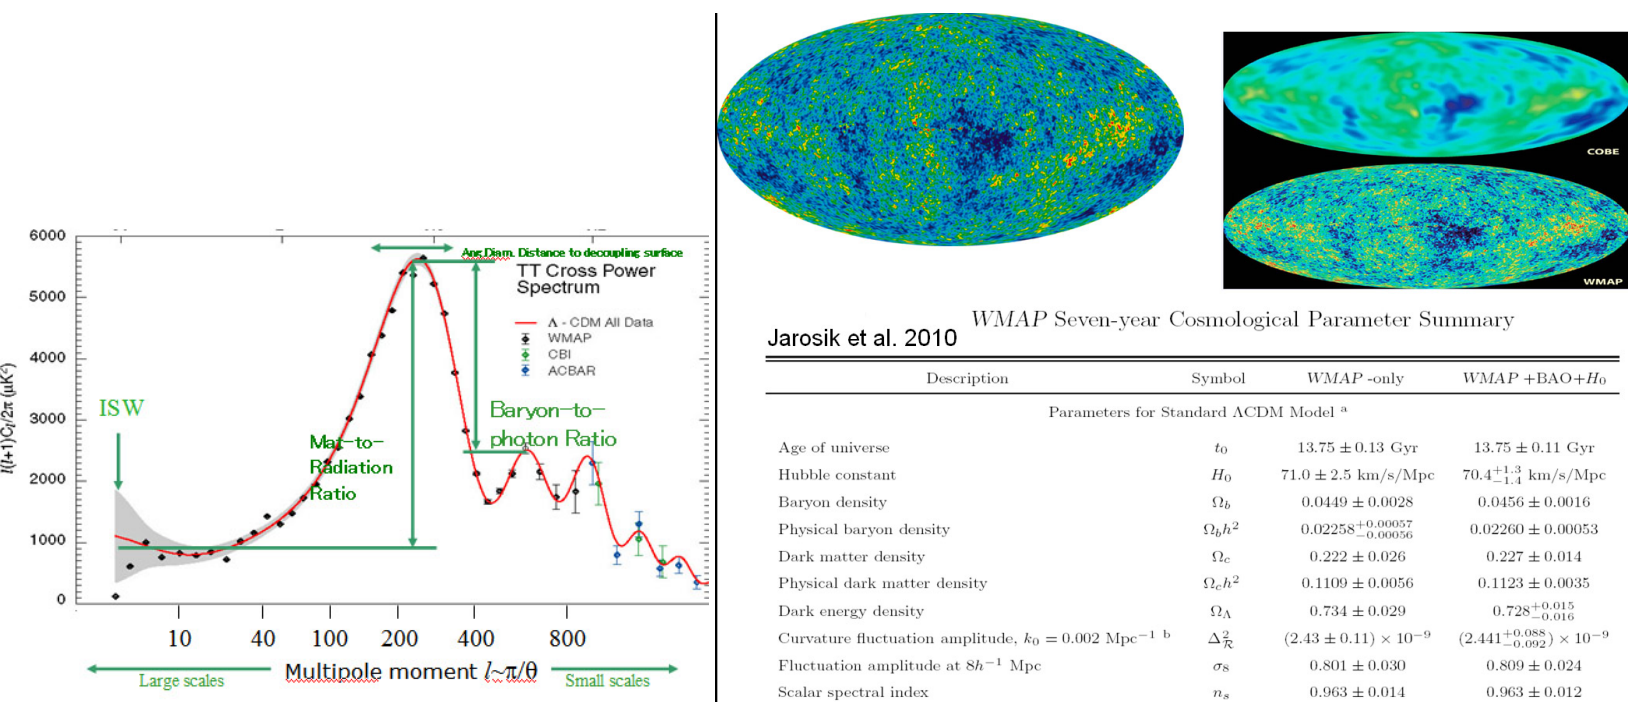 6000
5000
4000
3000
2000
1000
0
l(l+1)Cl/2π (μK²)
ISW
Ang.Diam. Distance to decoupling surface
TT Cross Power
Spectrum
Λ - CDM All Data
WMAP
CBI
ACBAR
Baryon-to-
photon Ratio
Mat-to-
Radiation
Ratio
10 40 100 200 400 800
Multipole moment l~π/θ
Large scales
Small scales
COBE
WMAP
WMAP Seven-year Cosmological Parameter Summary
Jarosik et al. 2010
Description Symbol WMAP -only WMAP +BAO+H₀
Parameters for Standard ΛCDM Model ᵃ
Age of universe t₀ 13.75 ± 0.13 Gyr 13.75 ± 0.11 Gyr
Hubble constant H₀ 71.0 ± 2.5 km/s/Mpc 70.4 +1.3 −1.4 km/s/Mpc
Baryon density Ωb 0.0449 ± 0.0028 0.0456 ± 0.0016
Physical baryon density Ωbh² 0.02258 +0.00057 −0.00056 0.02260 ± 0.00053
Dark matter density Ωc 0.222 ± 0.026 0.227 ± 0.014
Physical dark matter density Ωch² 0.1109 ± 0.0056 0.1123 ± 0.0035
Dark energy density ΩΛ 0.734 ± 0.029 0.728 +0.015 −0.016
Curvature fluctuation amplitude, k₀ = 0.002 Mpc⁻¹ ᵇ Δ²R (2.43 ± 0.11) × 10⁻⁹ (2.441 +0.088 −0.092) × 10⁻⁹
Fluctuation amplitude at 8h⁻¹ Mpc σ₈ 0.801 ± 0.030 0.809 ± 0.024
Scalar spectral index ns 0.963 ± 0.014 0.963 ± 0.012